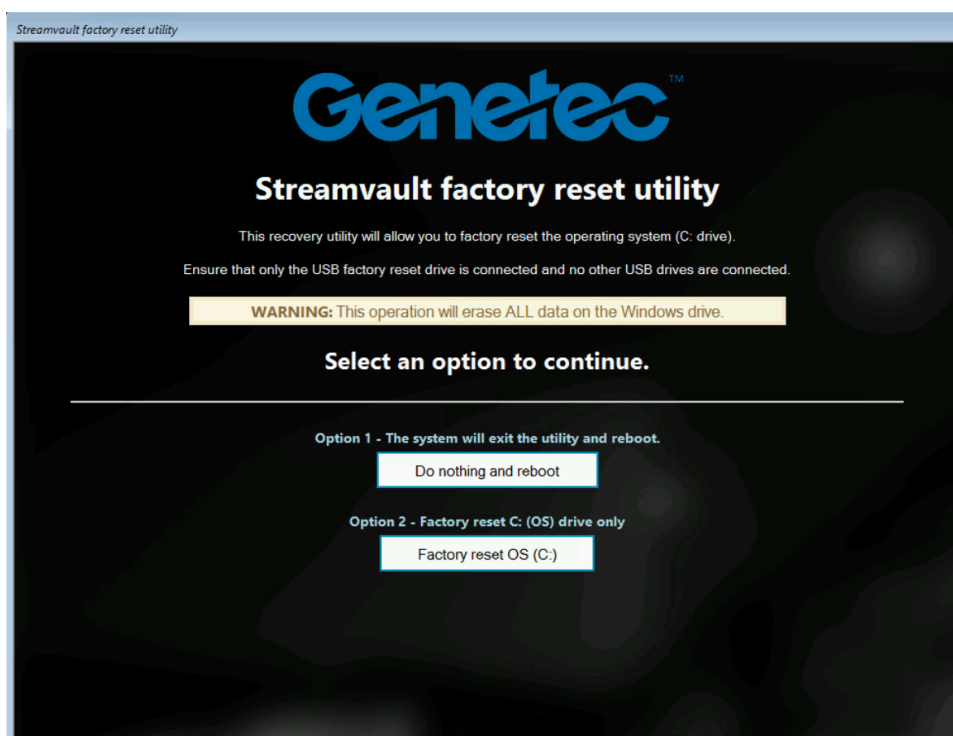 Streamvault factory reset utility
Genetec™
Streamvault factory reset utility
This recovery utility will allow you to factory reset the operating system (C: drive).
Ensure that only the USB factory reset drive is connected and no other USB drives are connected.
WARNING: This operation will erase ALL data on the Windows drive.
Select an option to continue.
Option 1 - The system will exit the utility and reboot.
Do nothing and reboot
Option 2 - Factory reset C: (OS) drive only
Factory reset OS (C:)